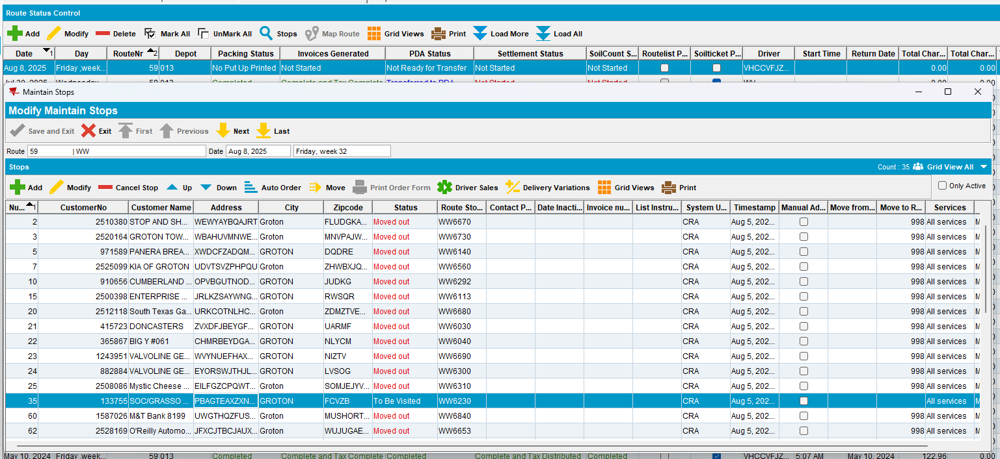 Route Status Control
Add Modify Delete Mark All UnMark All Stops Map Route Grid Views Print Load More Load All
Date 1 Day RouteNr 2 Depot Packing Status Invoices Generated PDA Status Settlement Status SoilCount S... Routelist P... Soilticket P... Driver Start Time Return Date Total Char... Total Char...
Aug 8, 2025 Friday ,week... 59 013 No Put Up Printed Not Started Not Ready for Transfer Not Started Not Started VHCCVFJZ... 0.00 0.00
Jul 30, 2025 Wednesday 59 013 Completed Complete and Tax Complete Transferred to PDA Not Started Not Started WV 0.00 0.00
Maintain Stops
Modify Maintain Stops
Save and Exit Exit First Previous Next Last
Route 59 | WW Date Aug 8, 2025 Friday, week 32
Stops Count : 35 Grid View All
Add Modify Cancel Stop Up Down Auto Order Move Print Order Form Driver Sales Delivery Variations Grid Views Print Only Active
Nu... 1 CustomerNo Customer Name Address City Zipcode Status Route Sto... Contact P... Date Inacti... Invoice nu... List Instru... System U... Timestamp Manual Ad... Move from... Move to R... Services
2 2510380 STOP AND SH... WEWYAYBQAJRT Groton FLUDGKA... Moved out WW6670 CRA Aug 5, 202... 998 All services M
3 2520164 GROTON TOW... WBAHUVMNWE... Groton MNVPAJW... Moved out WW6730 CRA Aug 5, 202... 998 All services M
5 971589 PANERA BREA... XWDCFZADQM... GROTON DQDRE Moved out WW6140 CRA Aug 5, 202... 998 All services M
7 2525099 KIA OF GROTON UDVTSVZPHPQU Groton ZHWBXJQ... Moved out WW6560 CRA Aug 5, 202... 998 All services M
10 910656 CUMBERLAND ... OPVBGUTNOD... GROTON JUDKG Moved out WW6292 CRA Aug 5, 202... 998 All services M
15 2500398 ENTERPRISE ... JRLKZSAYWNG... GROTON RWSQR Moved out WW6113 CRA Aug 5, 202... 998 All services M
20 2512118 South Texas Ga... URKCOTNLHC... Groton ZDMZTVE... Moved out WW6680 CRA Aug 5, 202... 998 All services M
21 415723 DONCASTERS ZVXDFJBEYGF... GROTON UARMF Moved out WW6030 CRA Aug 5, 202... 998 All services M
22 365867 BIG Y #061 CHMRBEYDGA... GROTON NLYCM Moved out WW6040 CRA Aug 5, 202... 998 All services M
23 1243951 VALVOLINE GE... WVYNUEFHAX... GROTON NIZTV Moved out WW6690 CRA Aug 5, 202... 998 All services M
24 882884 VALVOLINE GE... EYORSWJTHJL... GROTON LVSOG Moved out WW6300 CRA Aug 5, 202... 998 All services M
25 2508086 Mystic Cheese ... EILFGZCPQWT... Groton SOMJEJYV... Moved out WW6310 CRA Aug 5, 202... 998 All services M
35 133755 SOC/GRASSO ... PBAGTEAXZXN... GROTON FCVZB To Be Visited WW6230 CRA Aug 5, 202... All services M
60 1587026 M&T Bank 8199 UWGTHQZFUS... Groton MUSHORT... Moved out WW6840 CRA Aug 5, 202... 998 All services M
62 2528169 O'Reilly Automo... JFXCJTBCJAUX... Groton WUJUGAE... Moved out WW6653 CRA Aug 5, 202... 998 All services M
May 10, 2024 Friday ,week... 59 013 Completed Complete and Tax Complete Completed Complete and Tax Distributed Completed VHCCVFJZ... 5:07 AM May 10, 2024 122.96 0.00